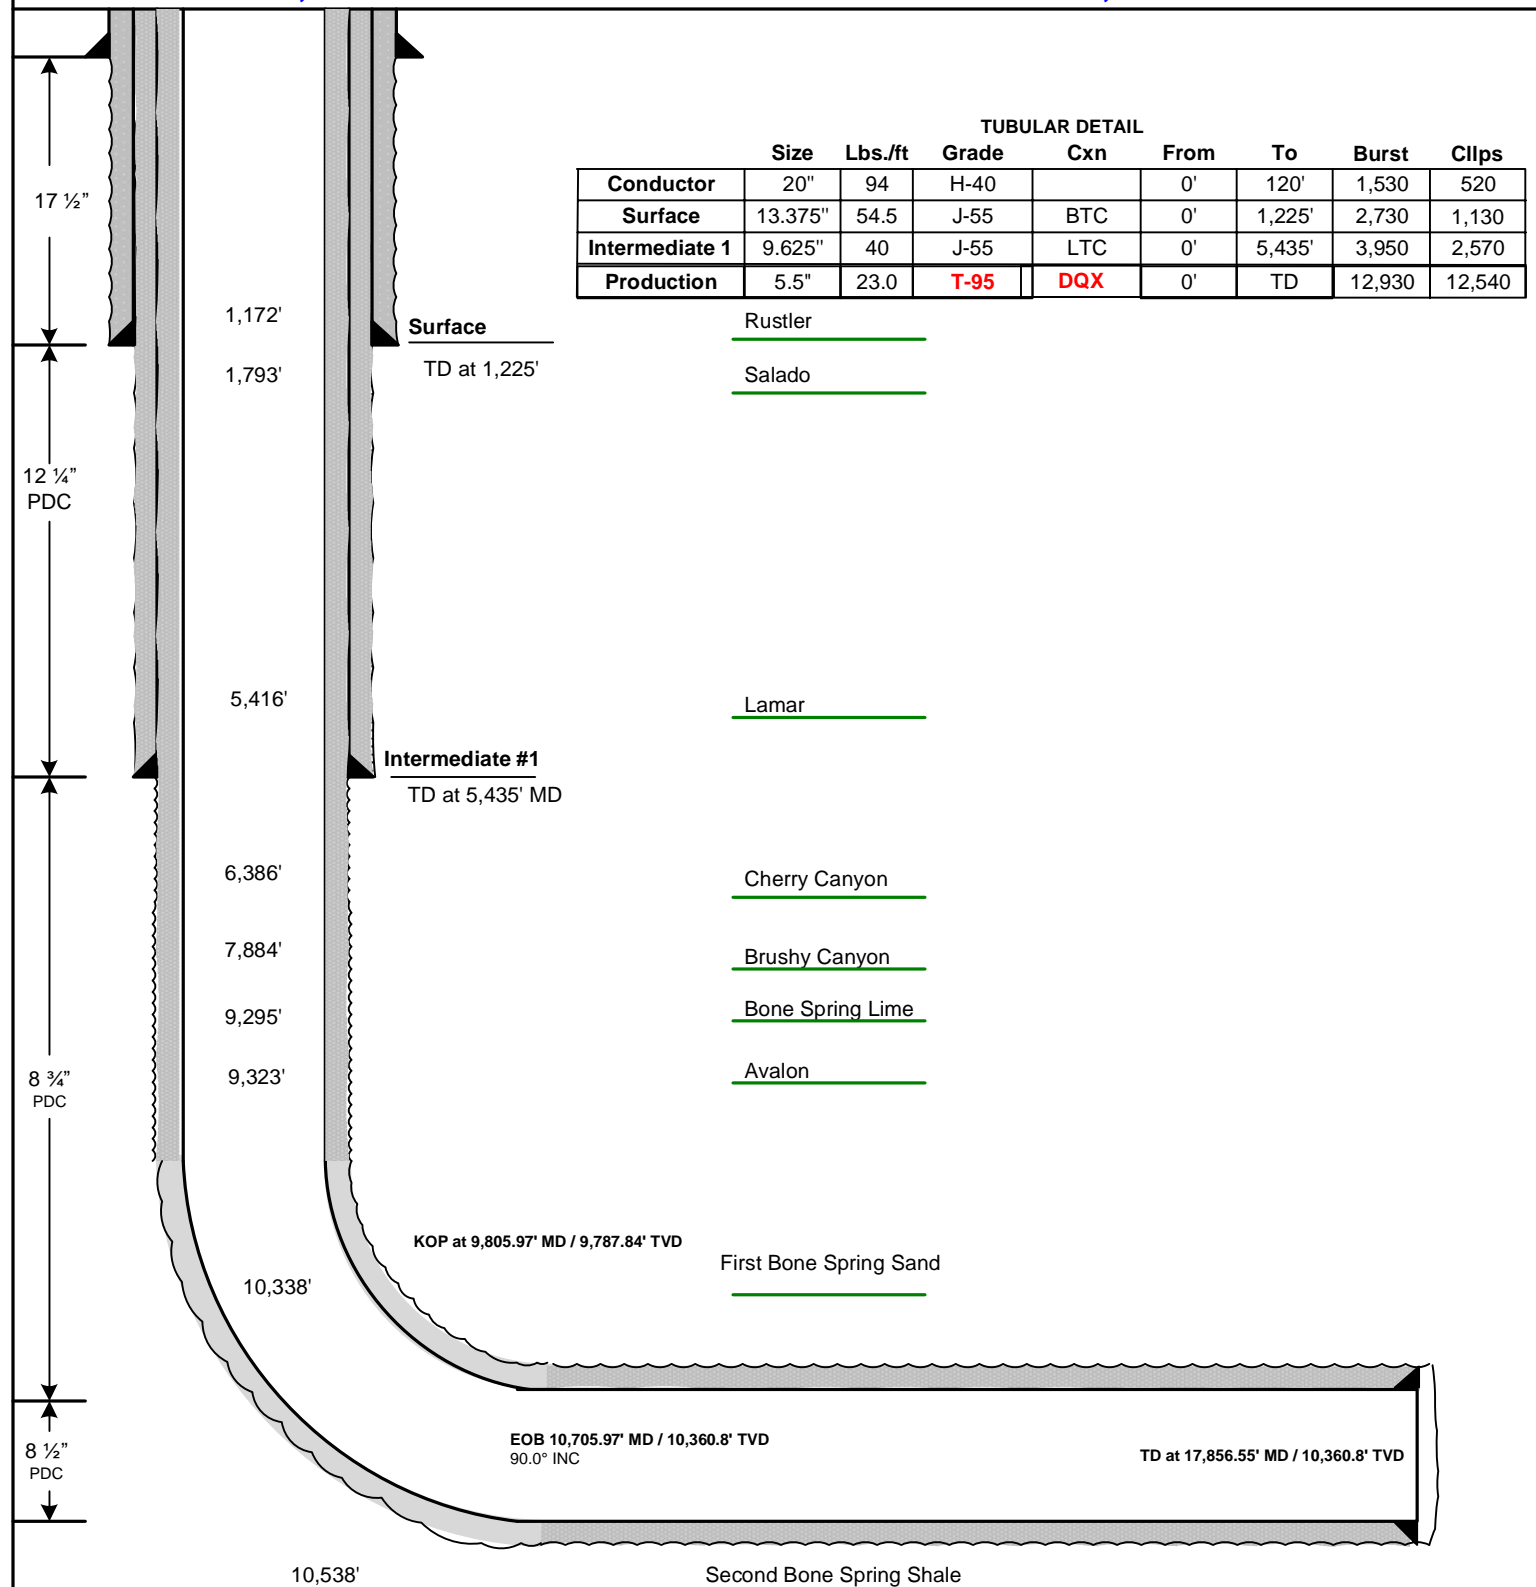 TUBULAR DETAIL
Size Lbs./ft Grade Cxn From To Burst Cllps
Conductor 20" 94 H-40 0' 120' 1,530 520
Surface 13.375" 54.5 J-55 BTC 0' 1,225' 2,730 1,130
Intermediate 1 9.625" 40 J-55 LTC 0' 5,435' 3,950 2,570
Production 5.5" 23.0 T-95 DQX 0' TD 12,930 12,540
17 ½”
1,172'
Surface
Rustler
TD at 1,225'
1,793'
Salado
12 ¼”
PDC
5,416'
Lamar
Intermediate #1
TD at 5,435' MD
6,386'
Cherry Canyon
7,884'
Brushy Canyon
9,295'
Bone Spring Lime
8 ¾”
PDC
9,323'
Avalon
KOP at 9,805.97' MD / 9,787.84' TVD
First Bone Spring Sand
10,338'
8 ½”
PDC
EOB 10,705.97' MD / 10,360.8' TVD
90.0° INC
TD at 17,856.55' MD / 10,360.8' TVD
10,538'
Second Bone Spring Shale